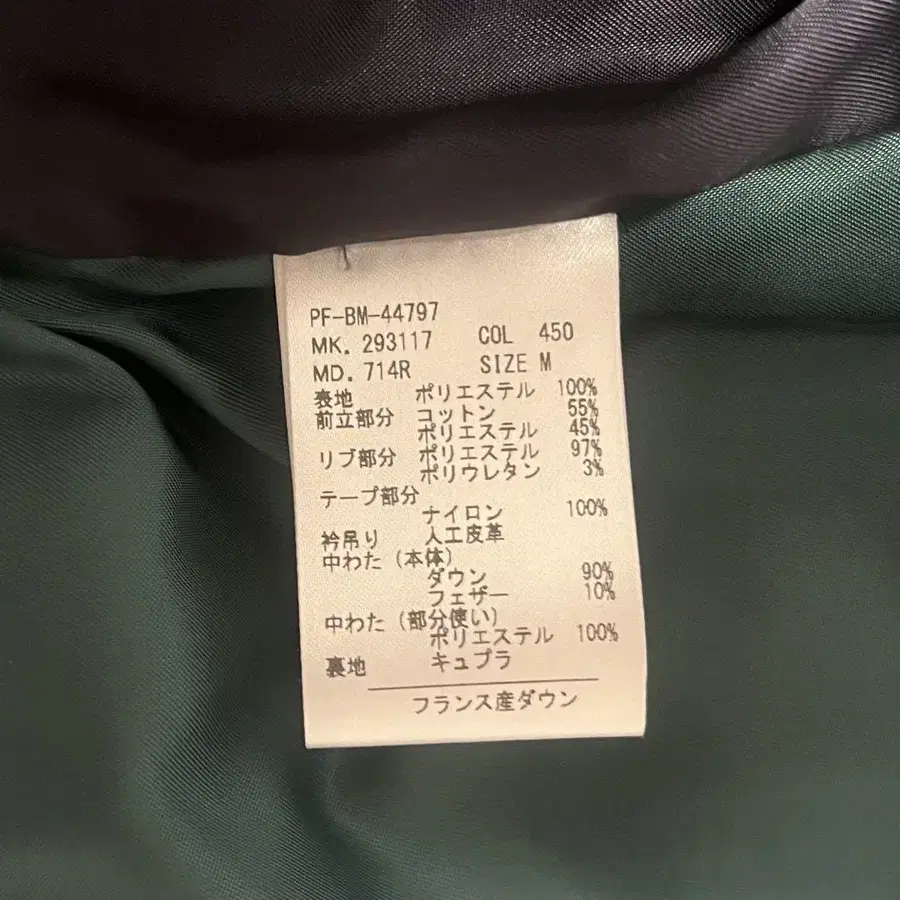 PF-BM-44797
MK. 293117 COL 450
MD. 714R SIZE M
表地 ポリエステル 100%
前立部分 コットン 55%
ポリエステル 45%
リブ部分 ポリエステル 97%
ポリウレタン 3%
テープ部分
ナイロン 100%
衿吊り 人工皮革
中わた (本体)
ダウン 90%
フェザー 10%
中わた (部分使い)
ポリエステル 100%
裏地 キュプラ
フランス産ダウン